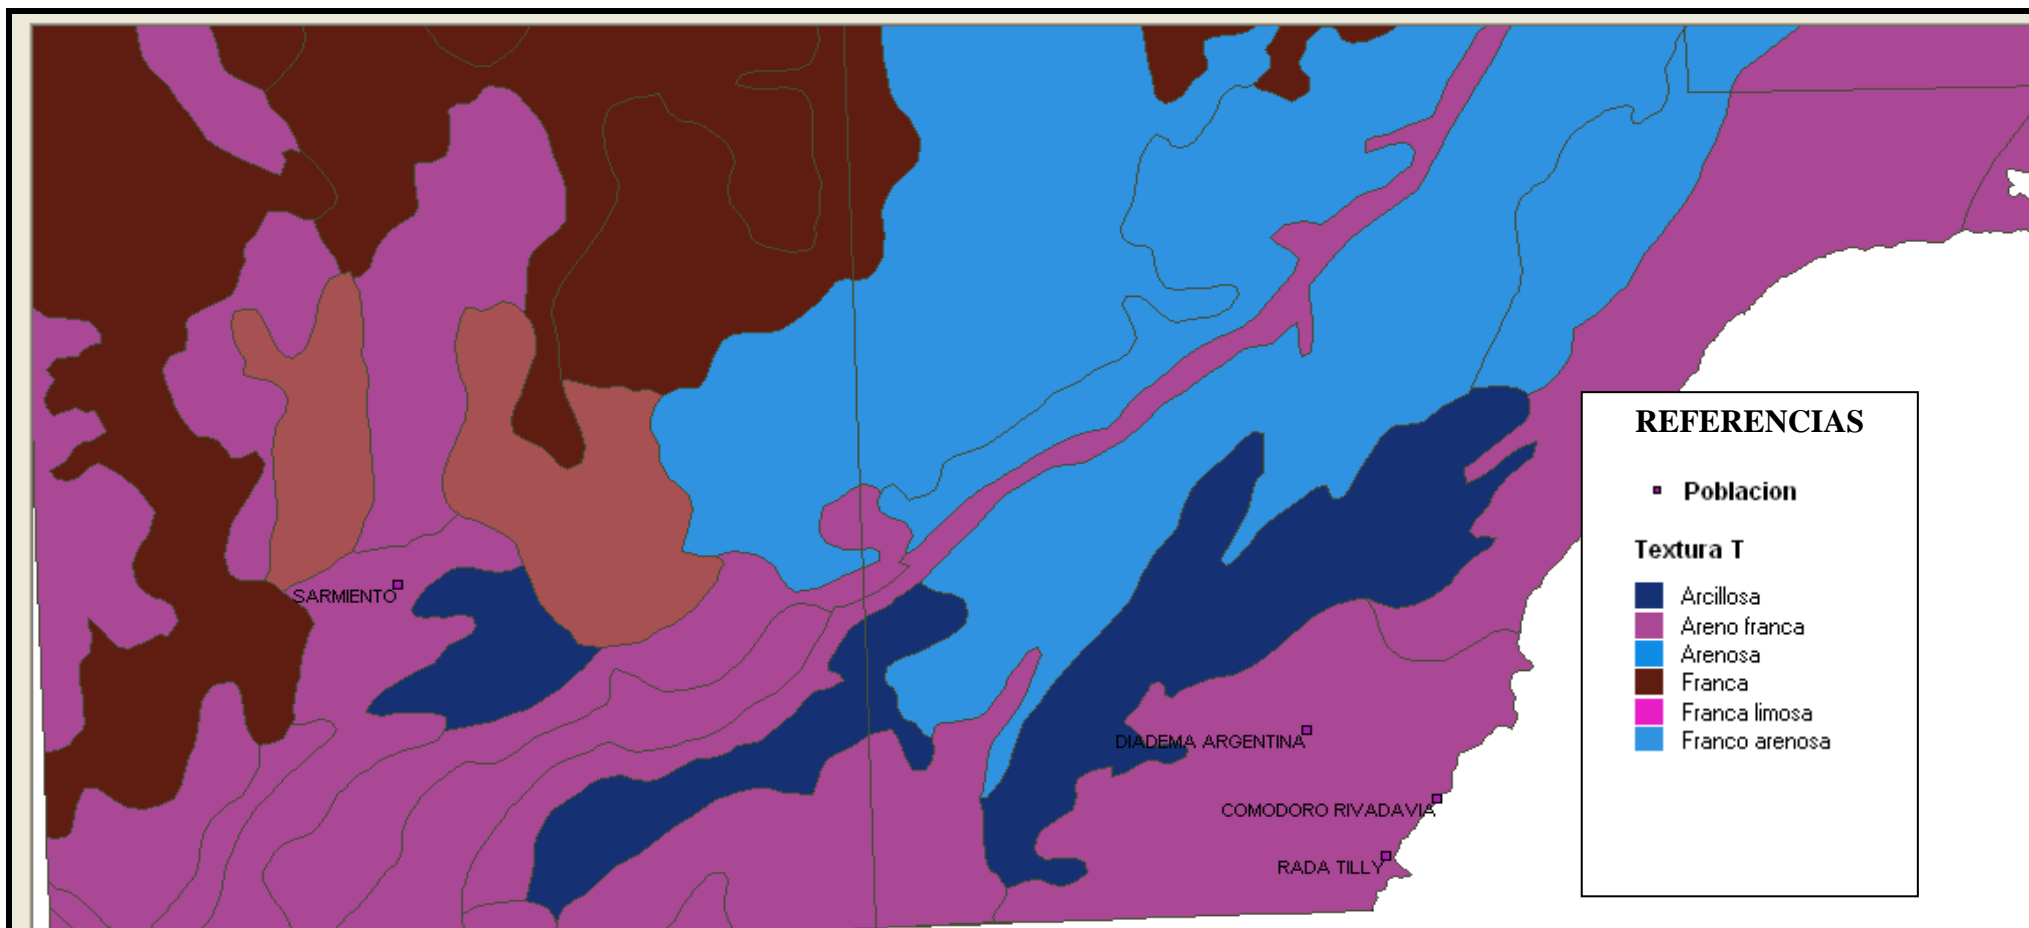 REFERENCIAS
Poblacion
Textura T
Arcillosa
Areno franca
Arenosa
Franca
Franca limosa
Franco arenosa
SARMIENTO
DIADEMA ARGENTINA
COMODORO RIVADAVIA
RADA TILLY